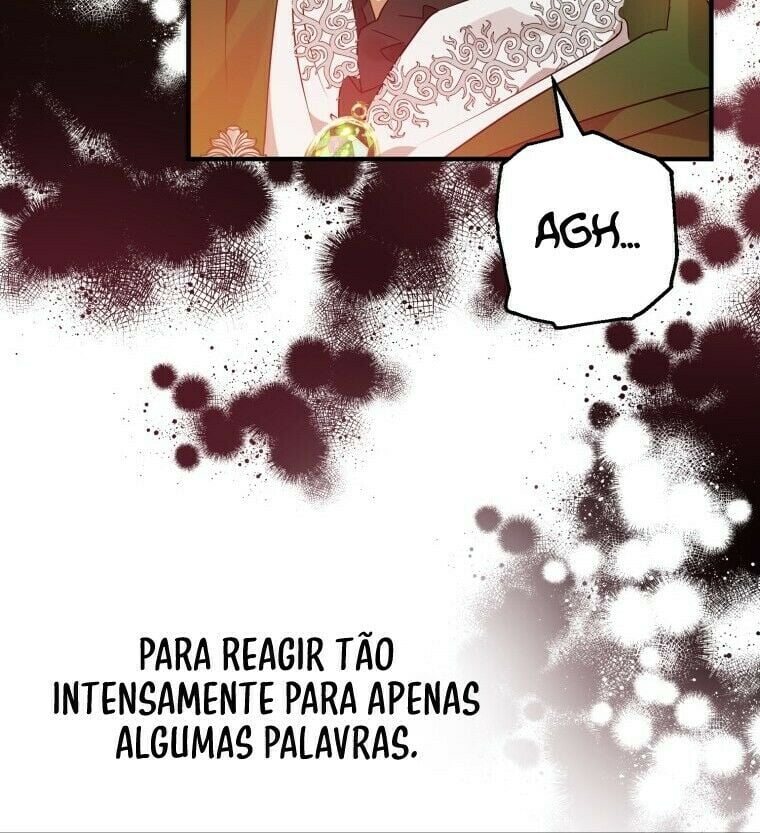 AGH...
PARA REAGIR TÃO
INTENSAMENTE PARA APENAS
ALGUMAS PALAVRAS.